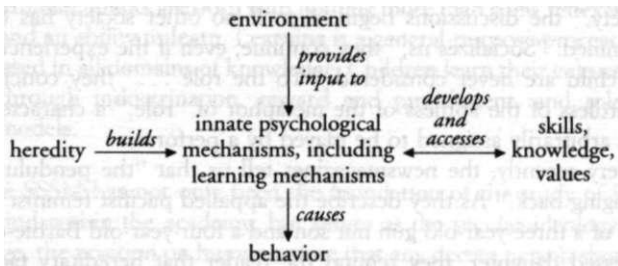 environment
provides
input to
develops
and
accesses
innate psychological
mechanisms, including
learning mechanisms
heredity
builds
skills,
knowledge,
values
causes
behavior